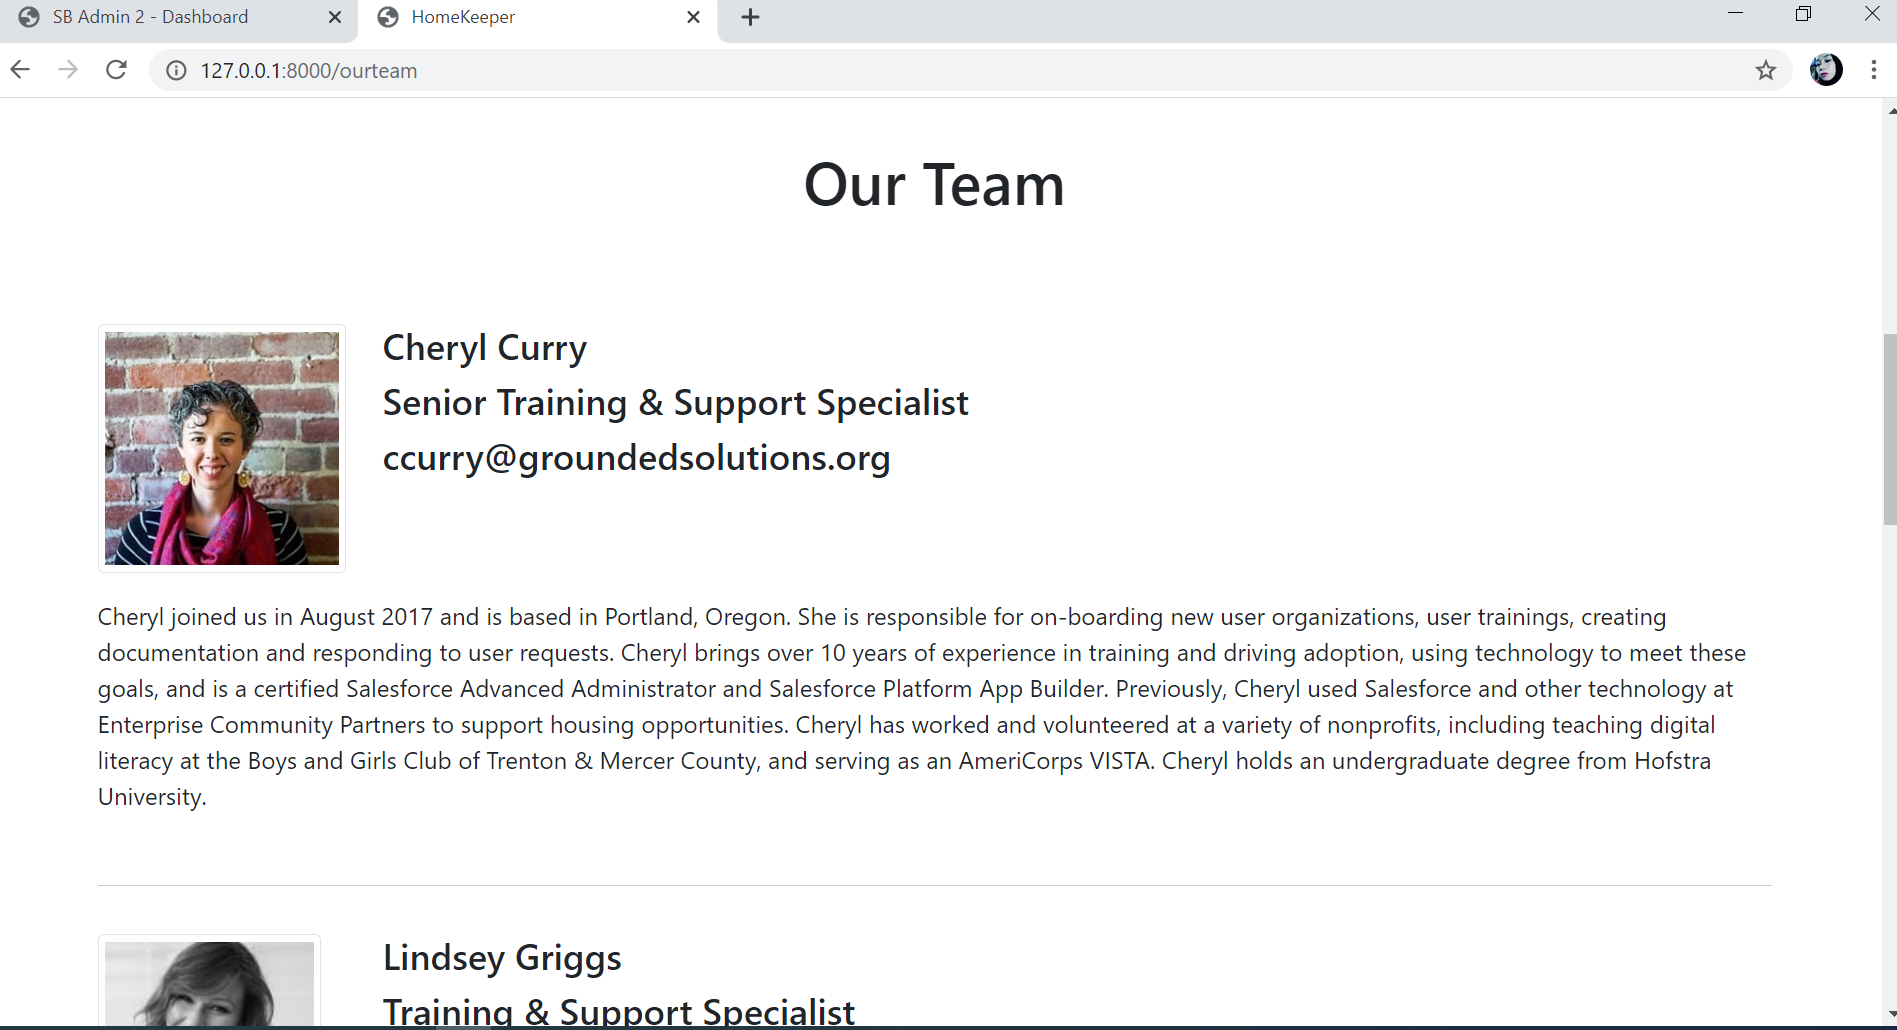 SB Admin 2 - Dashboard
HomeKeeper
127.0.0.1:8000/ourteam
Our Team
Cheryl Curry
Senior Training & Support Specialist
ccurry@groundedsolutions.org
Cheryl joined us in August 2017 and is based in Portland, Oregon. She is responsible for on-boarding new user organizations, user trainings, creating
documentation and responding to user requests. Cheryl brings over 10 years of experience in training and driving adoption, using technology to meet these
goals, and is a certified Salesforce Advanced Administrator and Salesforce Platform App Builder. Previously, Cheryl used Salesforce and other technology at
Enterprise Community Partners to support housing opportunities. Cheryl has worked and volunteered at a variety of nonprofits, including teaching digital
literacy at the Boys and Girls Club of Trenton & Mercer County, and serving as an AmeriCorps VISTA. Cheryl holds an undergraduate degree from Hofstra
University.
Lindsey Griggs
Training & Support Specialist